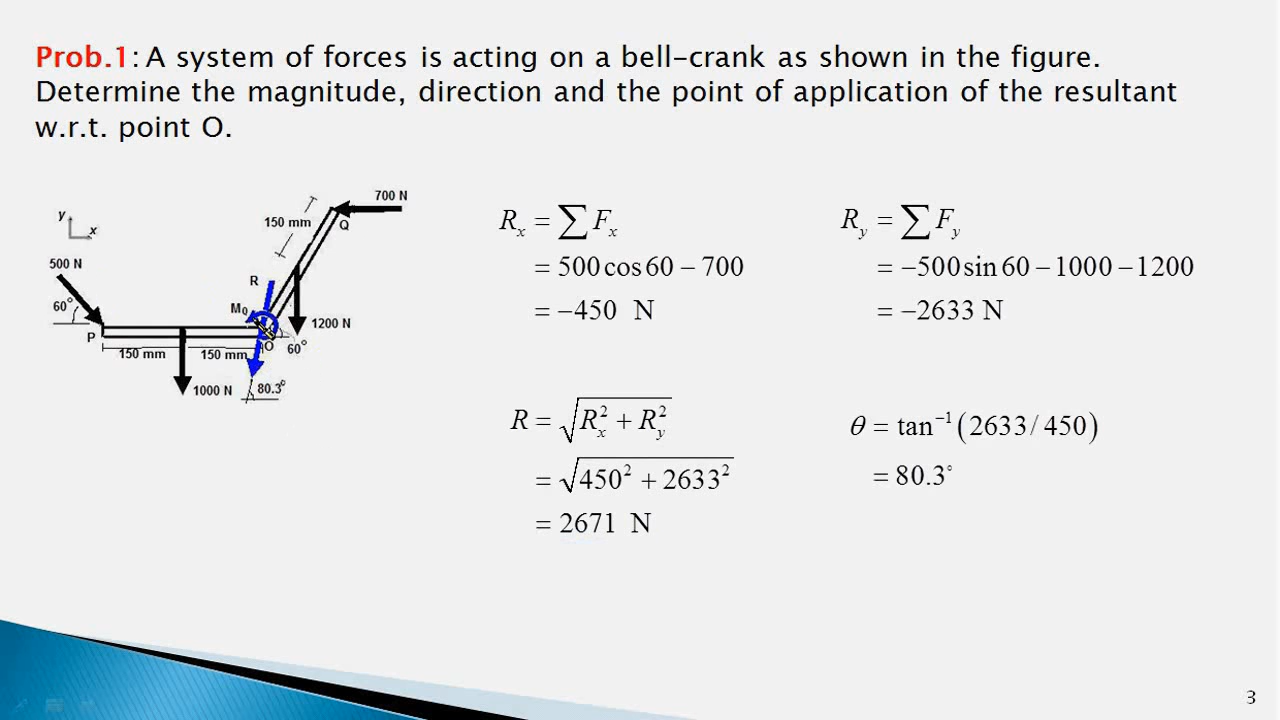 Prob.1: A system of forces is acting on a bell-crank as shown in the figure.
Determine the magnitude, direction and the point of application of the resultant
w.r.t. point O.
y
x
500 N
60°
P
150 mm
150 mm
1000 N
80.3°
O
60°
M₀
R
1200 N
150 mm
Q
700 N
Rₓ = ∑ Fₓ
= 500 cos 60 − 700
= −450 N
R_y = ∑ F_y
= −500 sin 60 − 1000 − 1200
= −2633 N
R = √(Rₓ² + R_y²)
= √(450² + 2633²)
= 2671 N
θ = tan⁻¹(2633 / 450)
= 80.3°
3